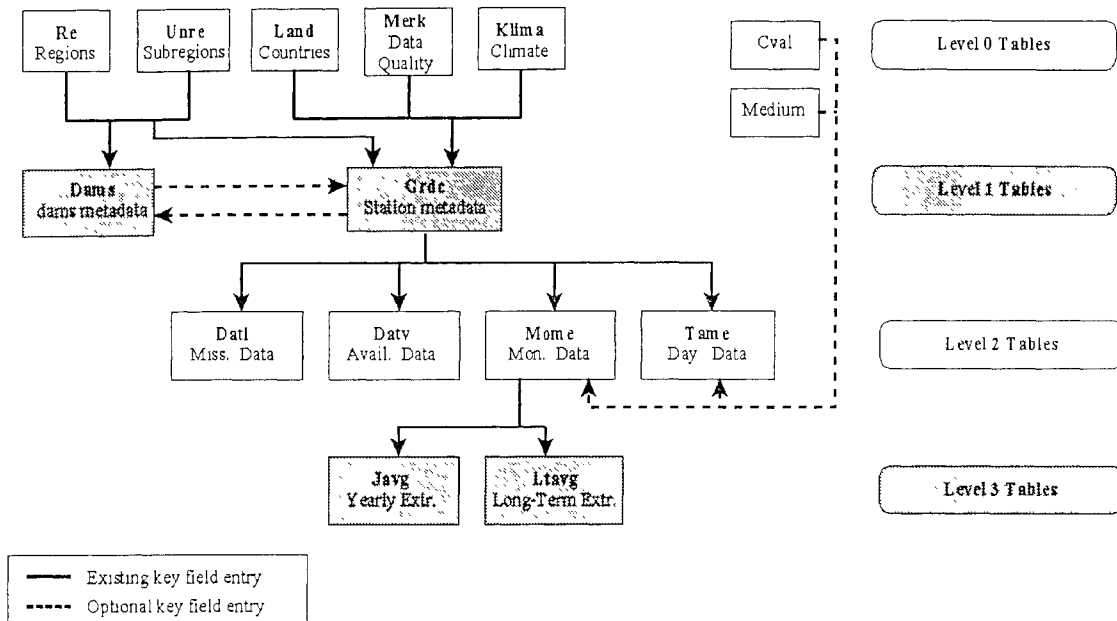 Re
Regions
Unre
Subregions
Land
Countries
Merk
Data
Quality
Klima
Climate
Cval
Medium
Level 0 Tables
Dams
dams metadata
Grdc
Station metadata
Level 1 Tables
Datl
Miss. Data
Datv
Avail. Data
Mome
Mon. Data
Tame
Day Data
Level 2 Tables
Javg
Yearly Extr.
Ltavg
Long-Term Extr.
Level 3 Tables
Existing key field entry
Optional key field entry